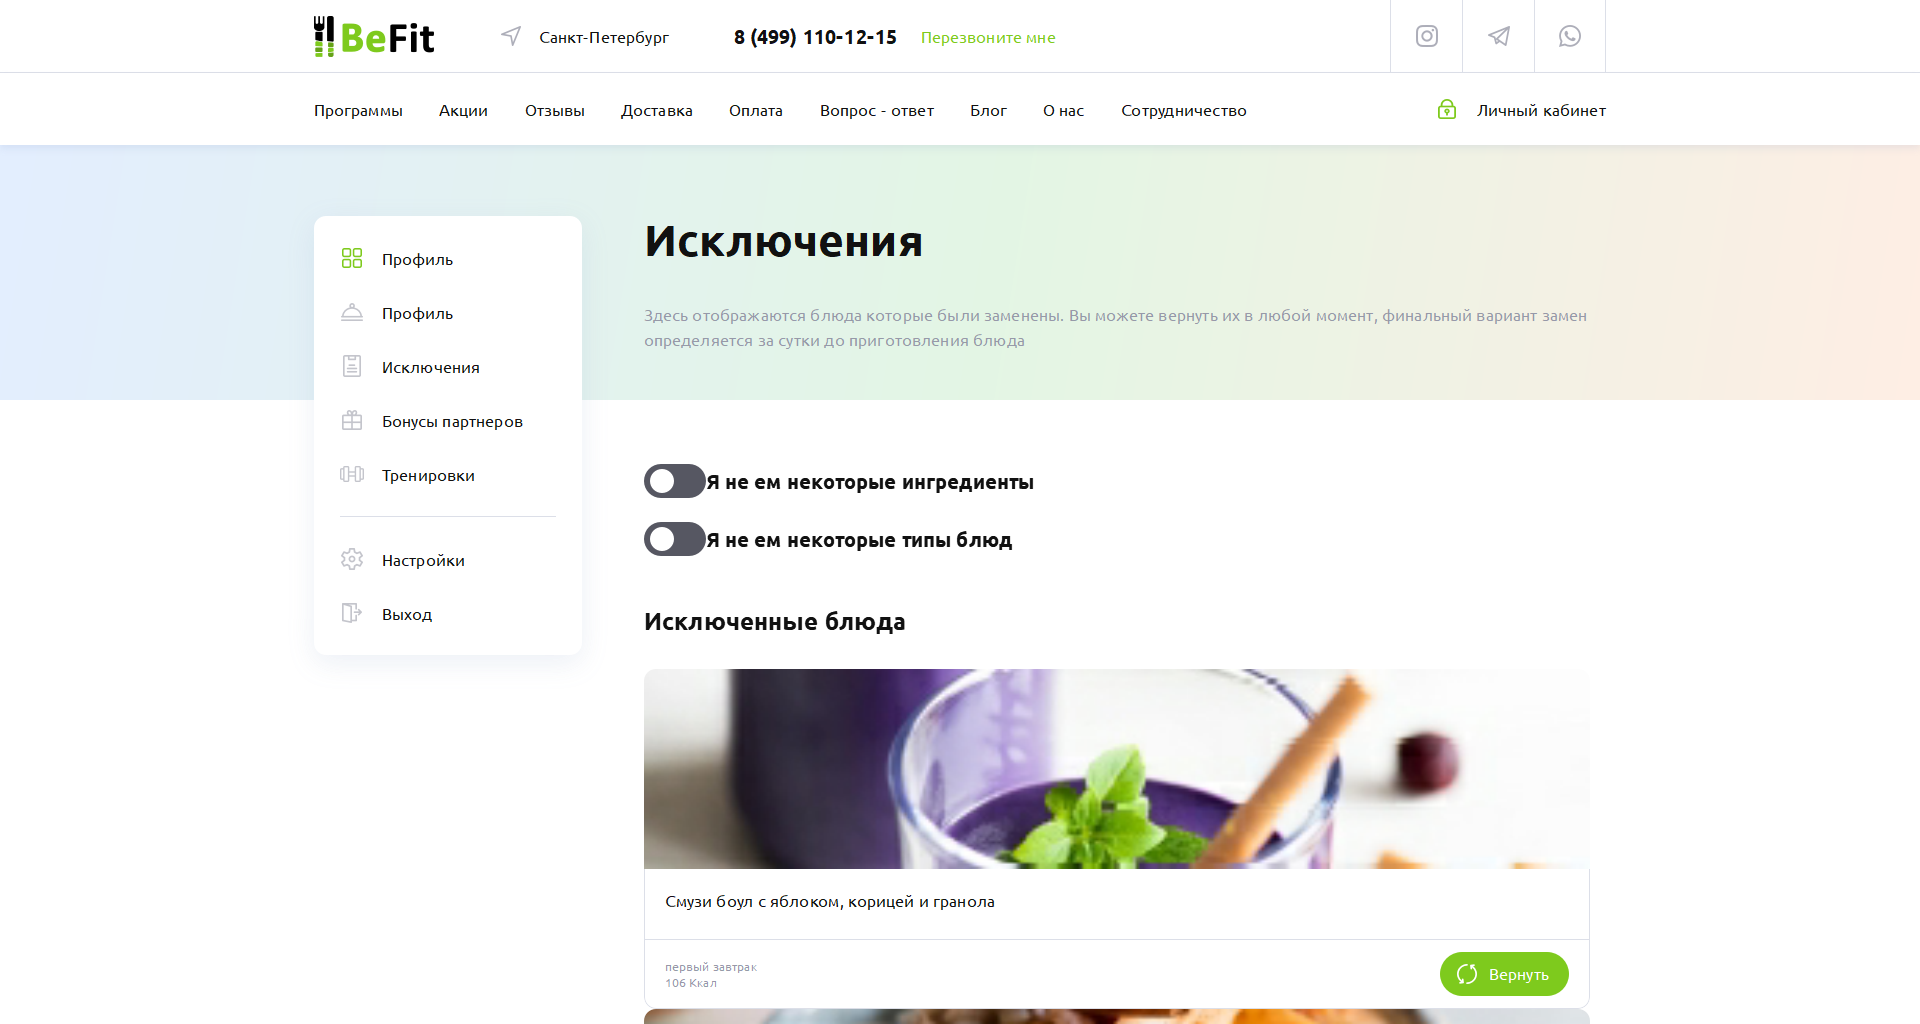 BeFit
Санкт-Петербург
8 (499) 110-12-15
Перезвоните мне
Программы
Акции
Отзывы
Доставка
Оплата
Вопрос - ответ
Блог
О нас
Сотрудничество
Личный кабинет
Профиль
Профиль
Исключения
Бонусы партнеров
Тренировки
Настройки
Выход
Исключения
Здесь отображаются блюда которые были заменены. Вы можете вернуть их в любой момент, финальный вариант замен
определяется за сутки до приготовления блюда
Я не ем некоторые ингредиенты
Я не ем некоторые типы блюд
Исключенные блюда
Смузи боул с яблоком, корицей и гранола
первый завтрак
106 Ккал
Вернуть